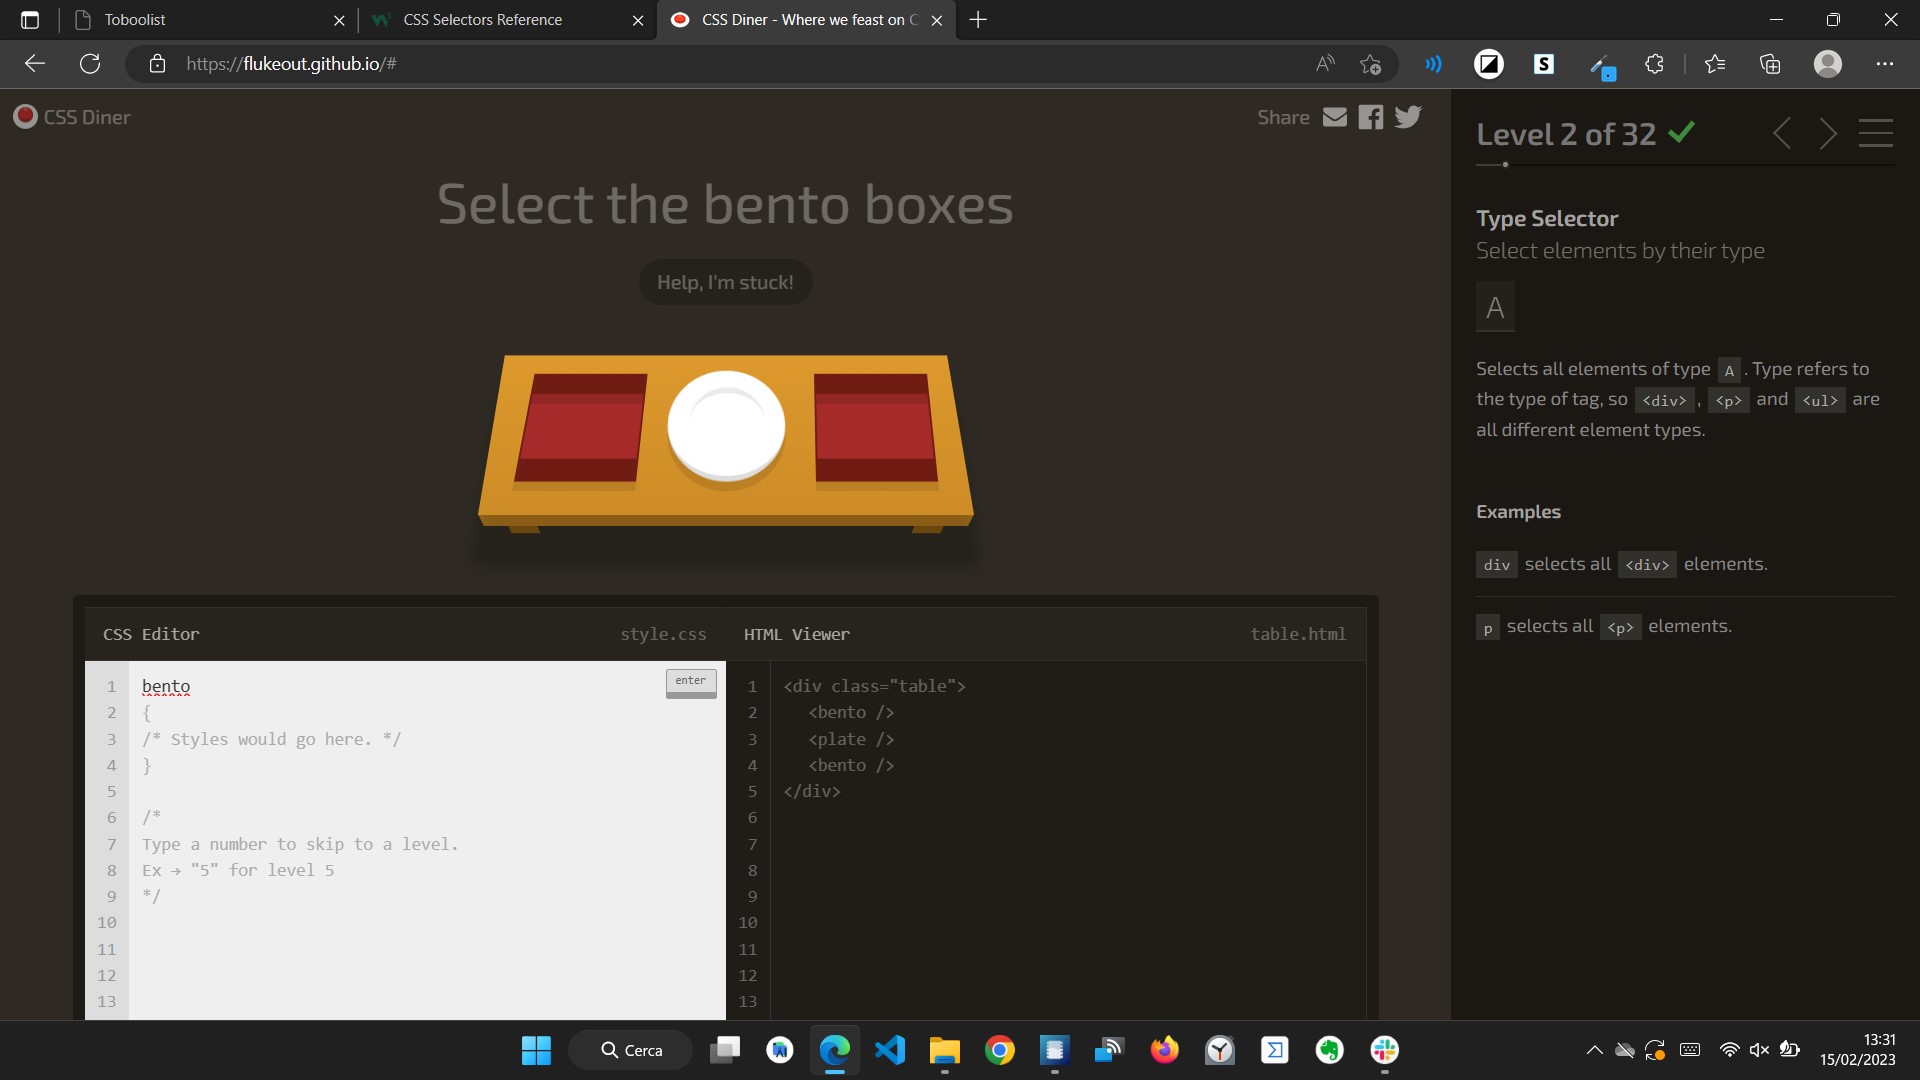 Toboolist
CSS Selectors Reference
CSS Diner - Where we feast on C
https://flukeout.github.io/#
CSS Diner
Share
Select the bento boxes
Help, I'm stuck!
CSS Editor
style.css
HTML Viewer
table.html
enter
1 bento
2 {
3 /* Styles would go here. */
4 }
5
6 /*
7 Type a number to skip to a level.
8 Ex → "5" for level 5
9 */
10
11
12
13
1 <div class="table">
2 <bento />
3 <plate />
4 <bento />
5 </div>
6
7
8
9
10
11
12
13
Level 2 of 32
Type Selector
Select elements by their type
A
Selects all elements of type A . Type refers to
the type of tag, so <div> , <p> and <ul> are
all different element types.
Examples
div selects all <div> elements.
p selects all <p> elements.
Cerca
13:31
15/02/2023